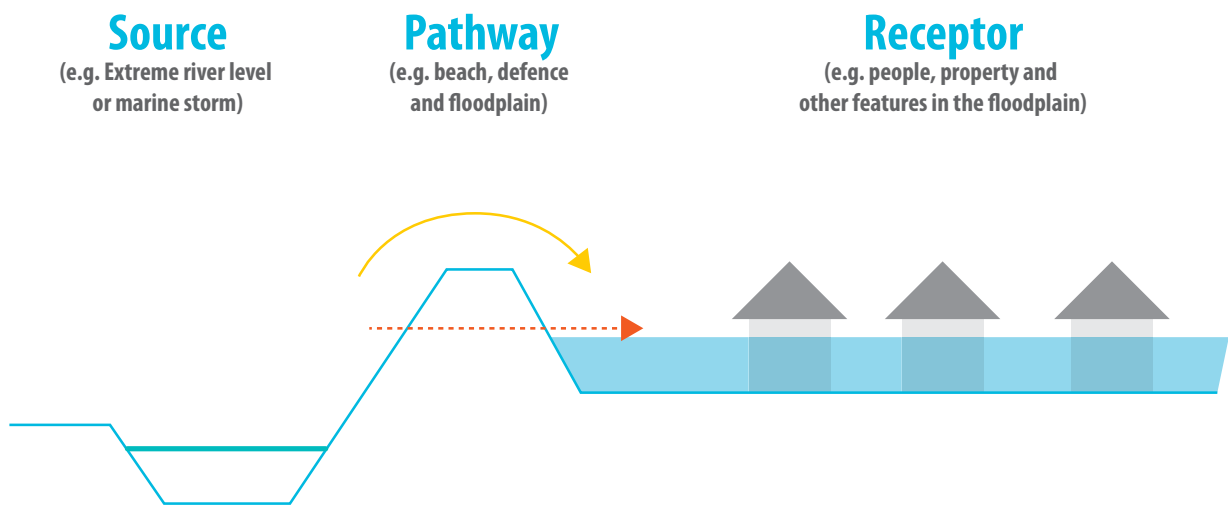 Source
(e.g. Extreme river level
or marine storm)
Pathway
(e.g. beach, defence
and floodplain)
Receptor
(e.g. people, property and
other features in the floodplain)